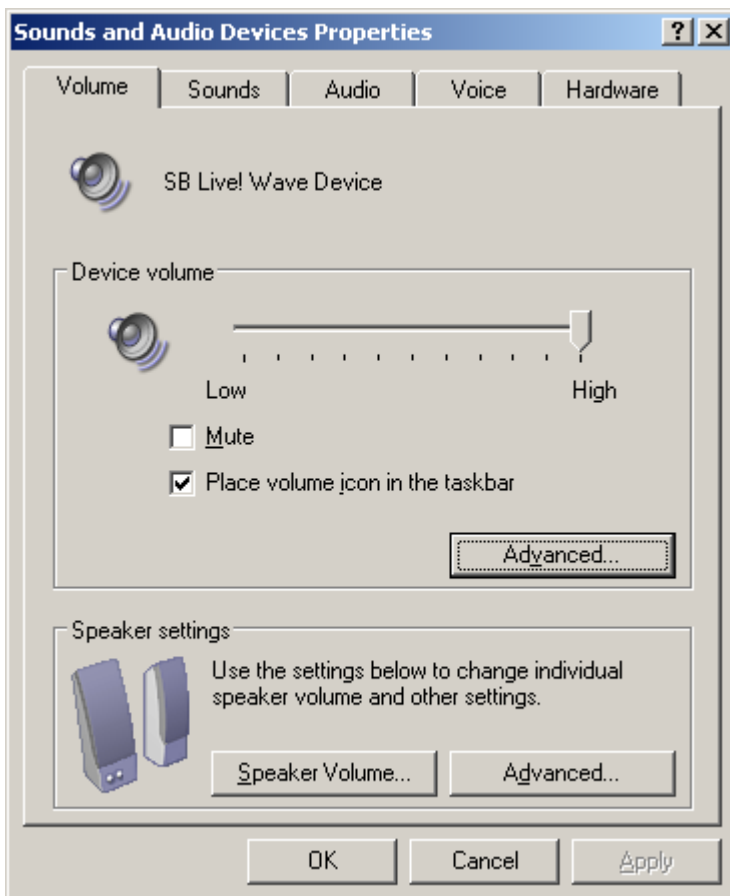 Sounds and Audio Devices Properties
Volume Sounds Audio Voice Hardware
SB Live! Wave Device
Device volume
Low High
Mute
Place volume icon in the taskbar
Advanced...
Speaker settings
Use the settings below to change individual
speaker volume and other settings.
Speaker Volume... Advanced...
OK Cancel Apply